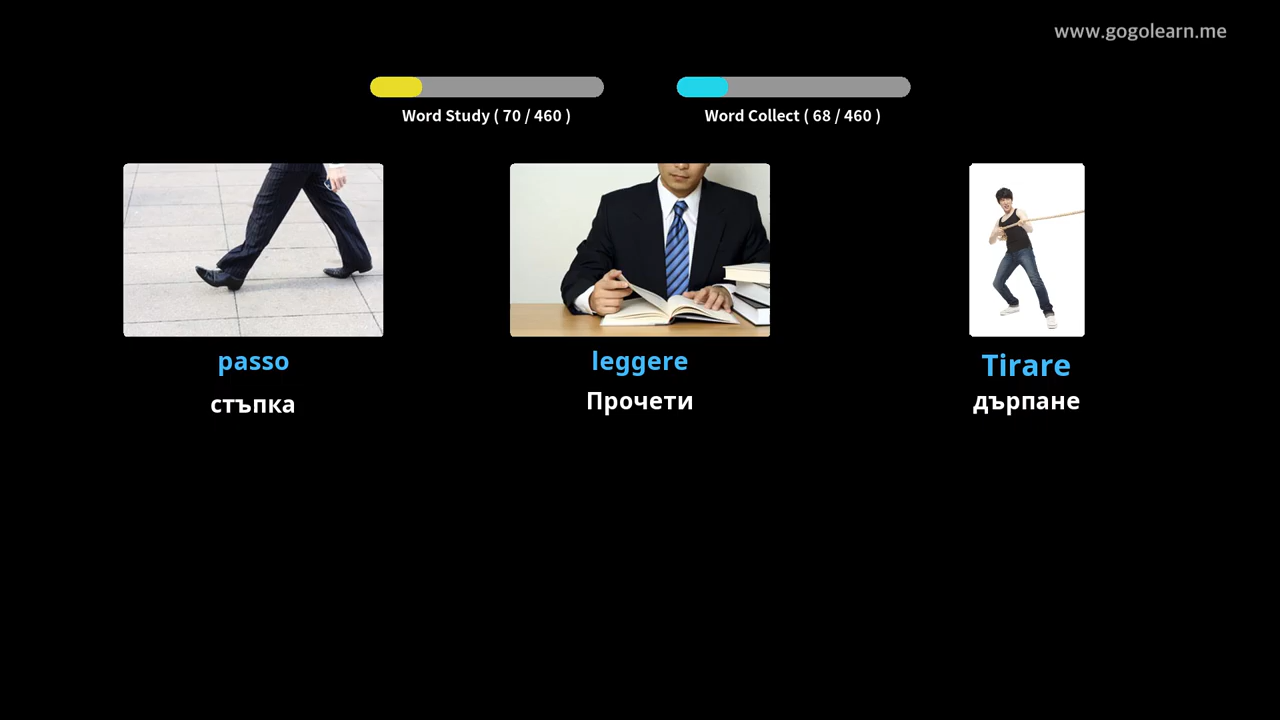 www.gogolearn.me
Word Study ( 70 / 460 )
Word Collect ( 68 / 460 )
passo
leggere
Tirare
стъпка
Прочети
дърпане